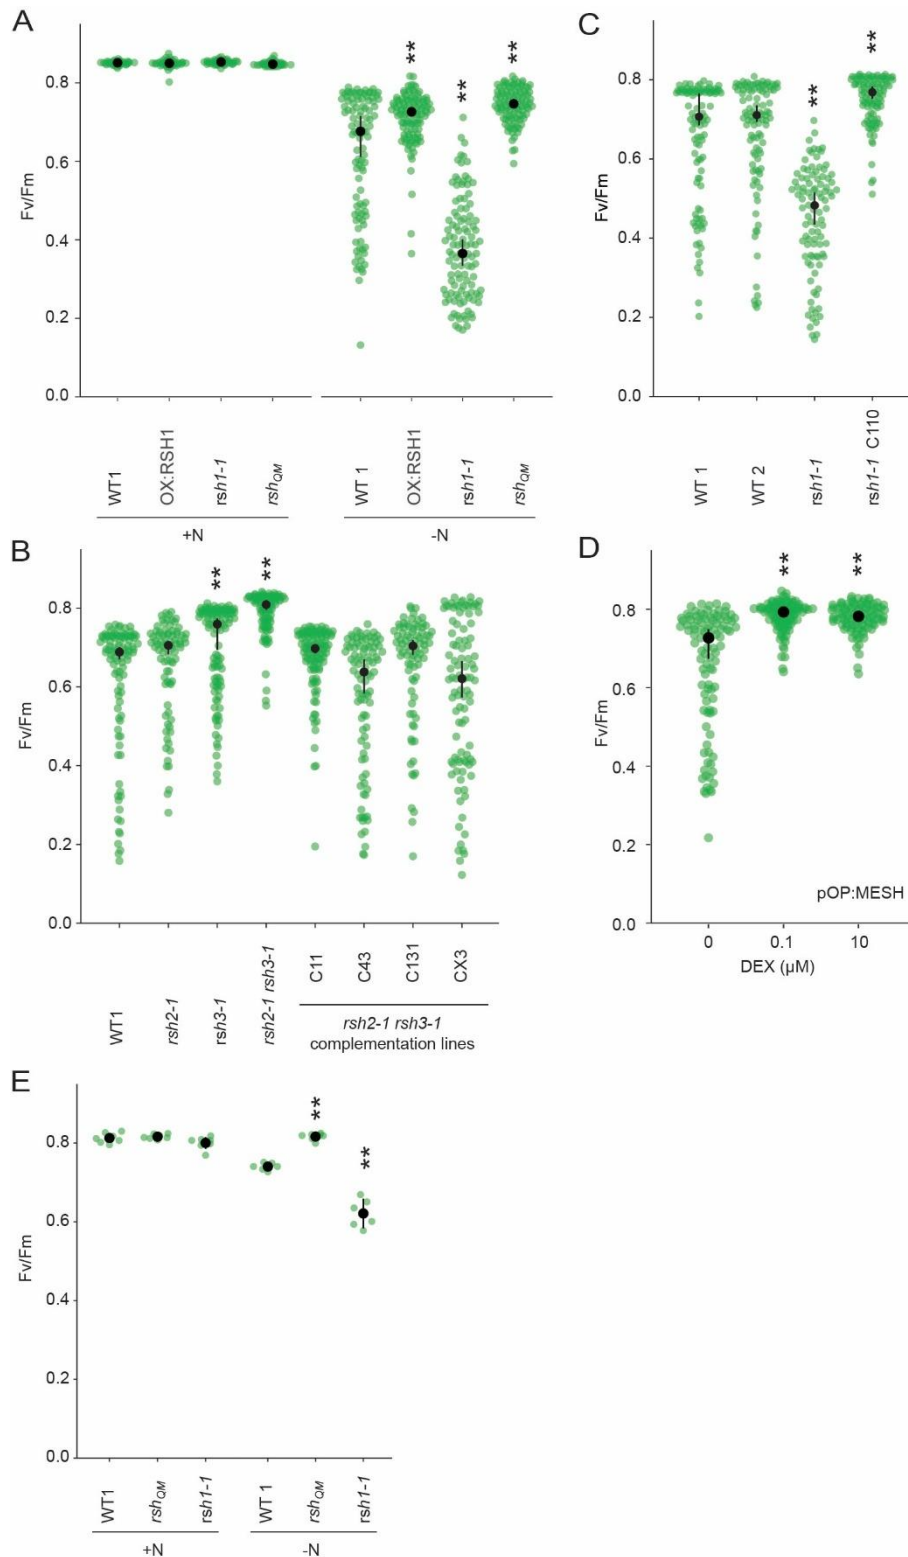 A
**
**
**
0.8
0.6
0.4
0.2
0.0
Fv/Fm
WT1
OX:RSH1
rsh1-1
rshQM
WT 1
OX:RSH1
rsh1-1
rshQM
+N
-N
C
**
**
0.8
0.6
0.4
0.2
0.0
Fv/Fm
WT 1
WT 2
rsh1-1
rsh1-1 C110
B
**
**
0.8
0.6
0.4
0.2
0.0
Fv/Fm
WT1
rsh2-1
rsh3-1
rsh2-1 rsh3-1
C11
C43
C131
CX3
rsh2-1 rsh3-1
complementation lines
D
**
**
0.8
0.6
0.4
0.2
0.0
Fv/Fm
pOP:MESH
0
0.1
10
DEX (µM)
E
**
**
0.8
0.6
0.4
0.2
0.0
Fv/Fm
WT1
rshQM
rsh1-1
WT 1
rshQM
rsh1-1
+N
-N